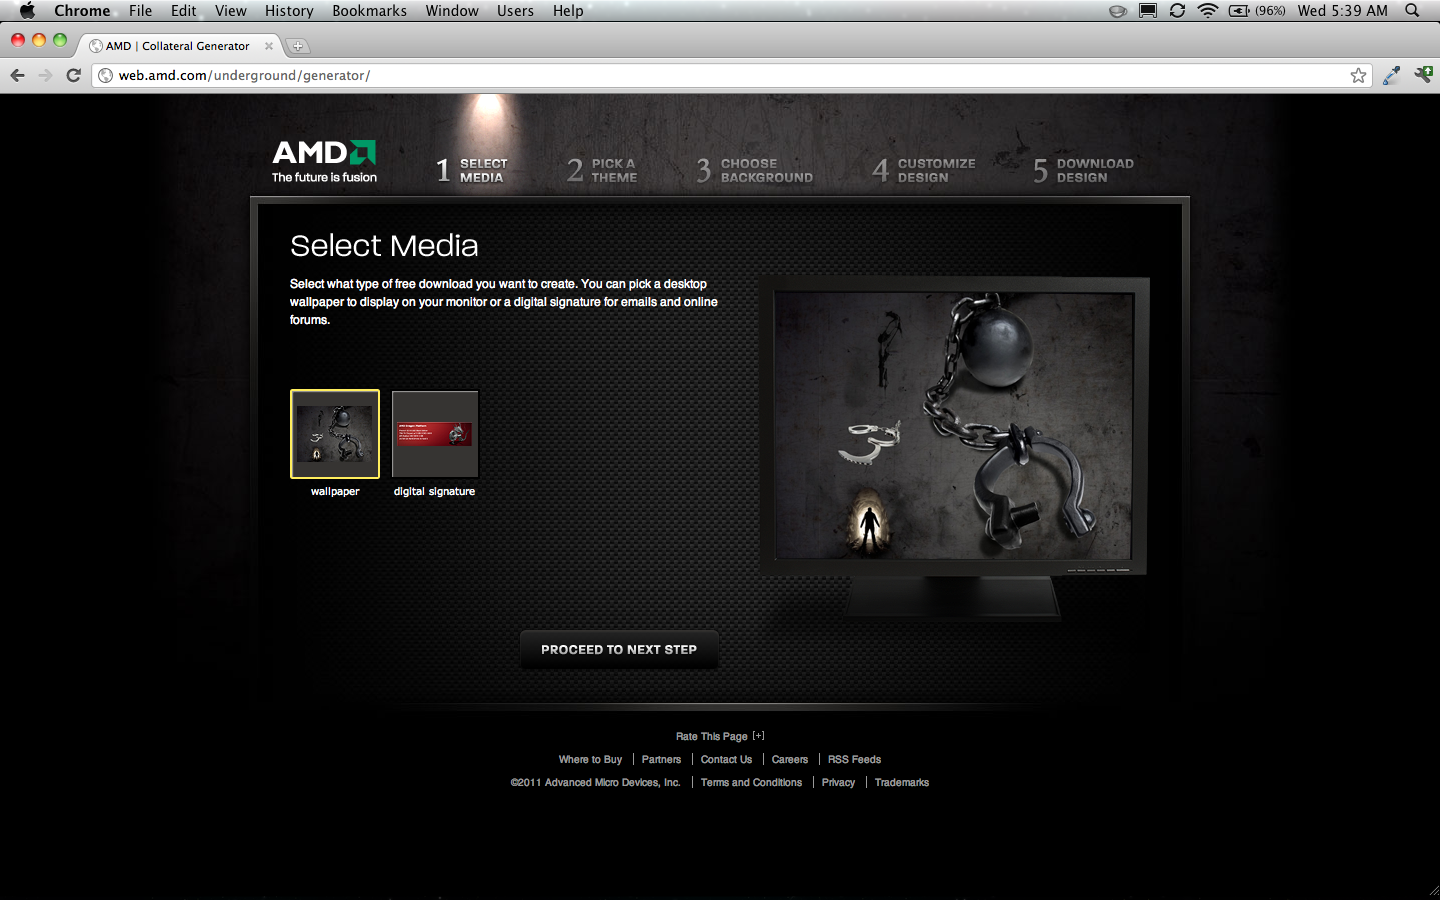 Chrome File Edit View History Bookmarks Window Users Help (96%) Wed 5:39 AM
AMD | Collateral Generator
web.amd.com/underground/generator/
AMD
The future is fusion
1 SELECT MEDIA
2 PICK A THEME
3 CHOOSE BACKGROUND
4 CUSTOMIZE DESIGN
5 DOWNLOAD DESIGN
Select Media
Select what type of free download you want to create. You can pick a desktop
wallpaper to display on your monitor or a digital signature for emails and online
forums.
wallpaper
digital signature
PROCEED TO NEXT STEP
Rate This Page [+]
Where to Buy | Partners | Contact Us | Careers | RSS Feeds
©2011 Advanced Micro Devices, Inc. | Terms and Conditions | Privacy | Trademarks